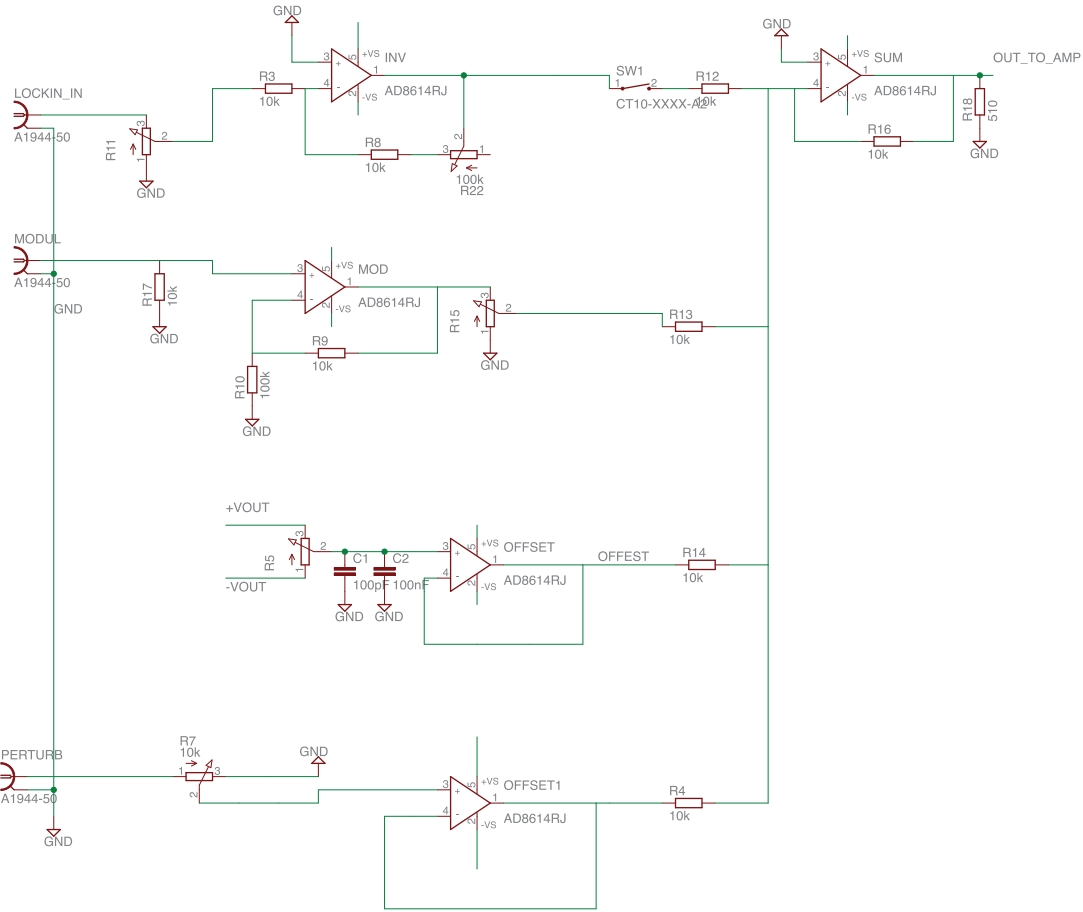 GND
3
4
5
2
+VS
-VS
1
INV
AD8614RJ
R3
10k
LOCKIN_IN
A1944-50
R11
3
2
1
GND
R8
10k
2
3
1
100k
R22
SW1
1
2
CT10-XXXX-A2
R12
10k
GND
3
4
5
2
+VS
-VS
1
SUM
AD8614RJ
OUT_TO_AMP
R18
510
GND
R16
10k
MODUL
A1944-50
GND
R17
10k
GND
3
4
5
2
+VS
-VS
1
MOD
AD8614RJ
R9
10k
R10
100k
GND
R15
3
2
1
GND
R13
10k
+VOUT
-VOUT
R5
3
2
1
C1
100pF
GND
C2
100nF
GND
3
4
5
2
+VS
-VS
1
OFFSET
AD8614RJ
OFFEST
R14
10k
PERTURB
A1944-50
GND
R7
10k
1
3
2
GND
3
4
5
2
+VS
-VS
1
OFFSET1
AD8614RJ
R4
10k